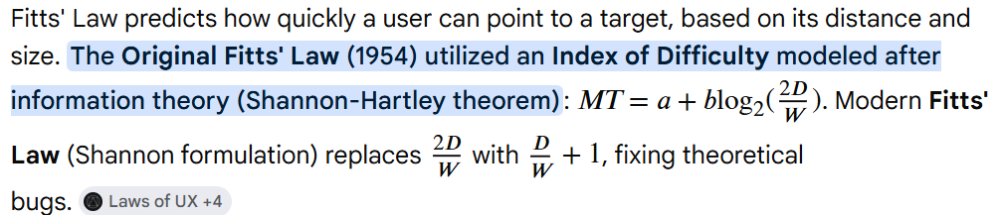 Fitts' Law predicts how quickly a user can point to a target, based on its distance and
size. The Original Fitts' Law (1954) utilized an Index of Difficulty modeled after
information theory (Shannon-Hartley theorem): MT = a + blog₂(2D/W). Modern Fitts'
Law (Shannon formulation) replaces 2D/W with D/W + 1, fixing theoretical
bugs. Laws of UX +4